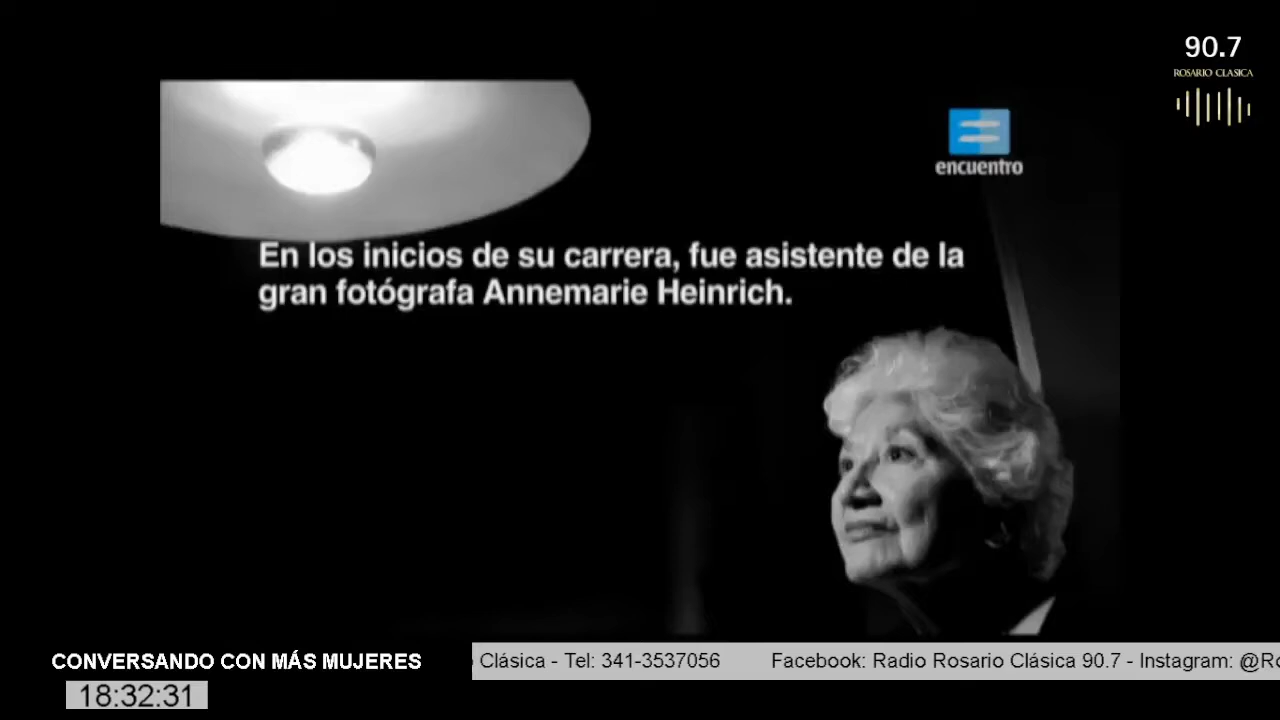 90.7
ROSARIO CLASICA
encuentro
En los inicios de su carrera, fue asistente de la
gran fotógrafa Annemarie Heinrich.
CONVERSANDO CON MÁS MUJERES
Clásica - Tel: 341-3537056 Facebook: Radio Rosario Clásica 90.7 - Instagram:
18:32:31